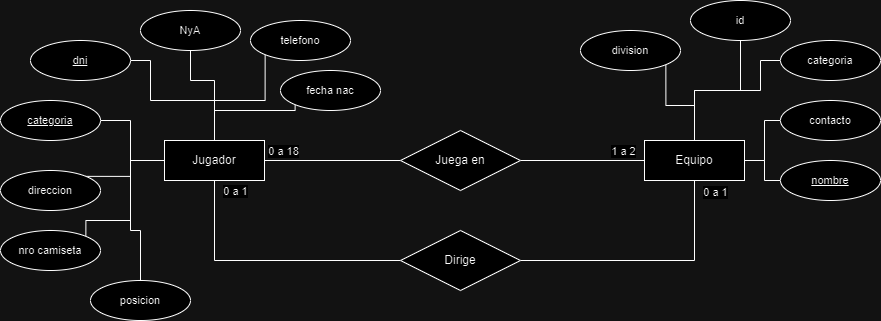 id
NyA
telefono
division
dni
categoria
fecha nac
categoria
contacto
0 a 18
1 a 2
Jugador
Juega en
Equipo
nombre
direccion
0 a 1
0 a 1
nro camiseta
Dirige
posicion